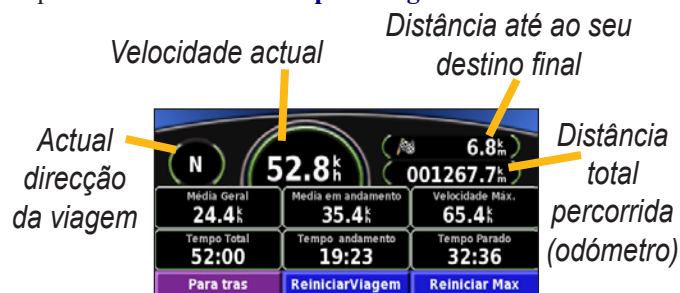 Distância até ao seu
destino final
Velocidade actual
Actual
direcção
da viagem
Distância
total
percorrida
(odómetro)
N
52.8 k/h
6.8 k/m
001267.7 k/m
Média Geral
24.4 k/h
Media em andamento
35.4 k/h
Velocidade Máx.
65.4 k/h
Tempo Total
52:00
Tempo andamento
19:23
Tempo Parado
32:36
Para tras
ReiniciarViagem
Reiniciar Max